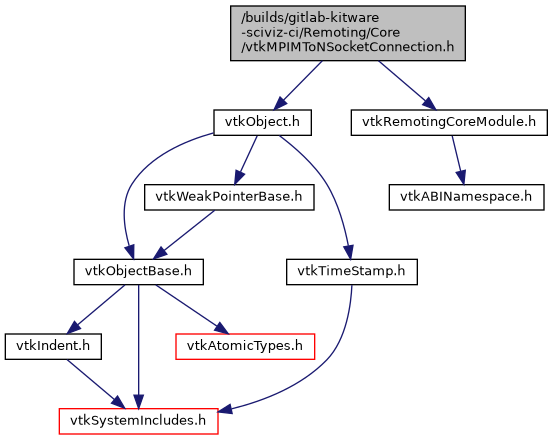 /builds/gitlab-kitware
-sciviz-ci/Remoting/Core
/vtkMPIMToNSocketConnection.h
vtkObject.h
vtkRemotingCoreModule.h
vtkWeakPointerBase.h
vtkABINamespace.h
vtkObjectBase.h
vtkTimeStamp.h
vtkIndent.h
vtkAtomicTypes.h
vtkSystemIncludes.h